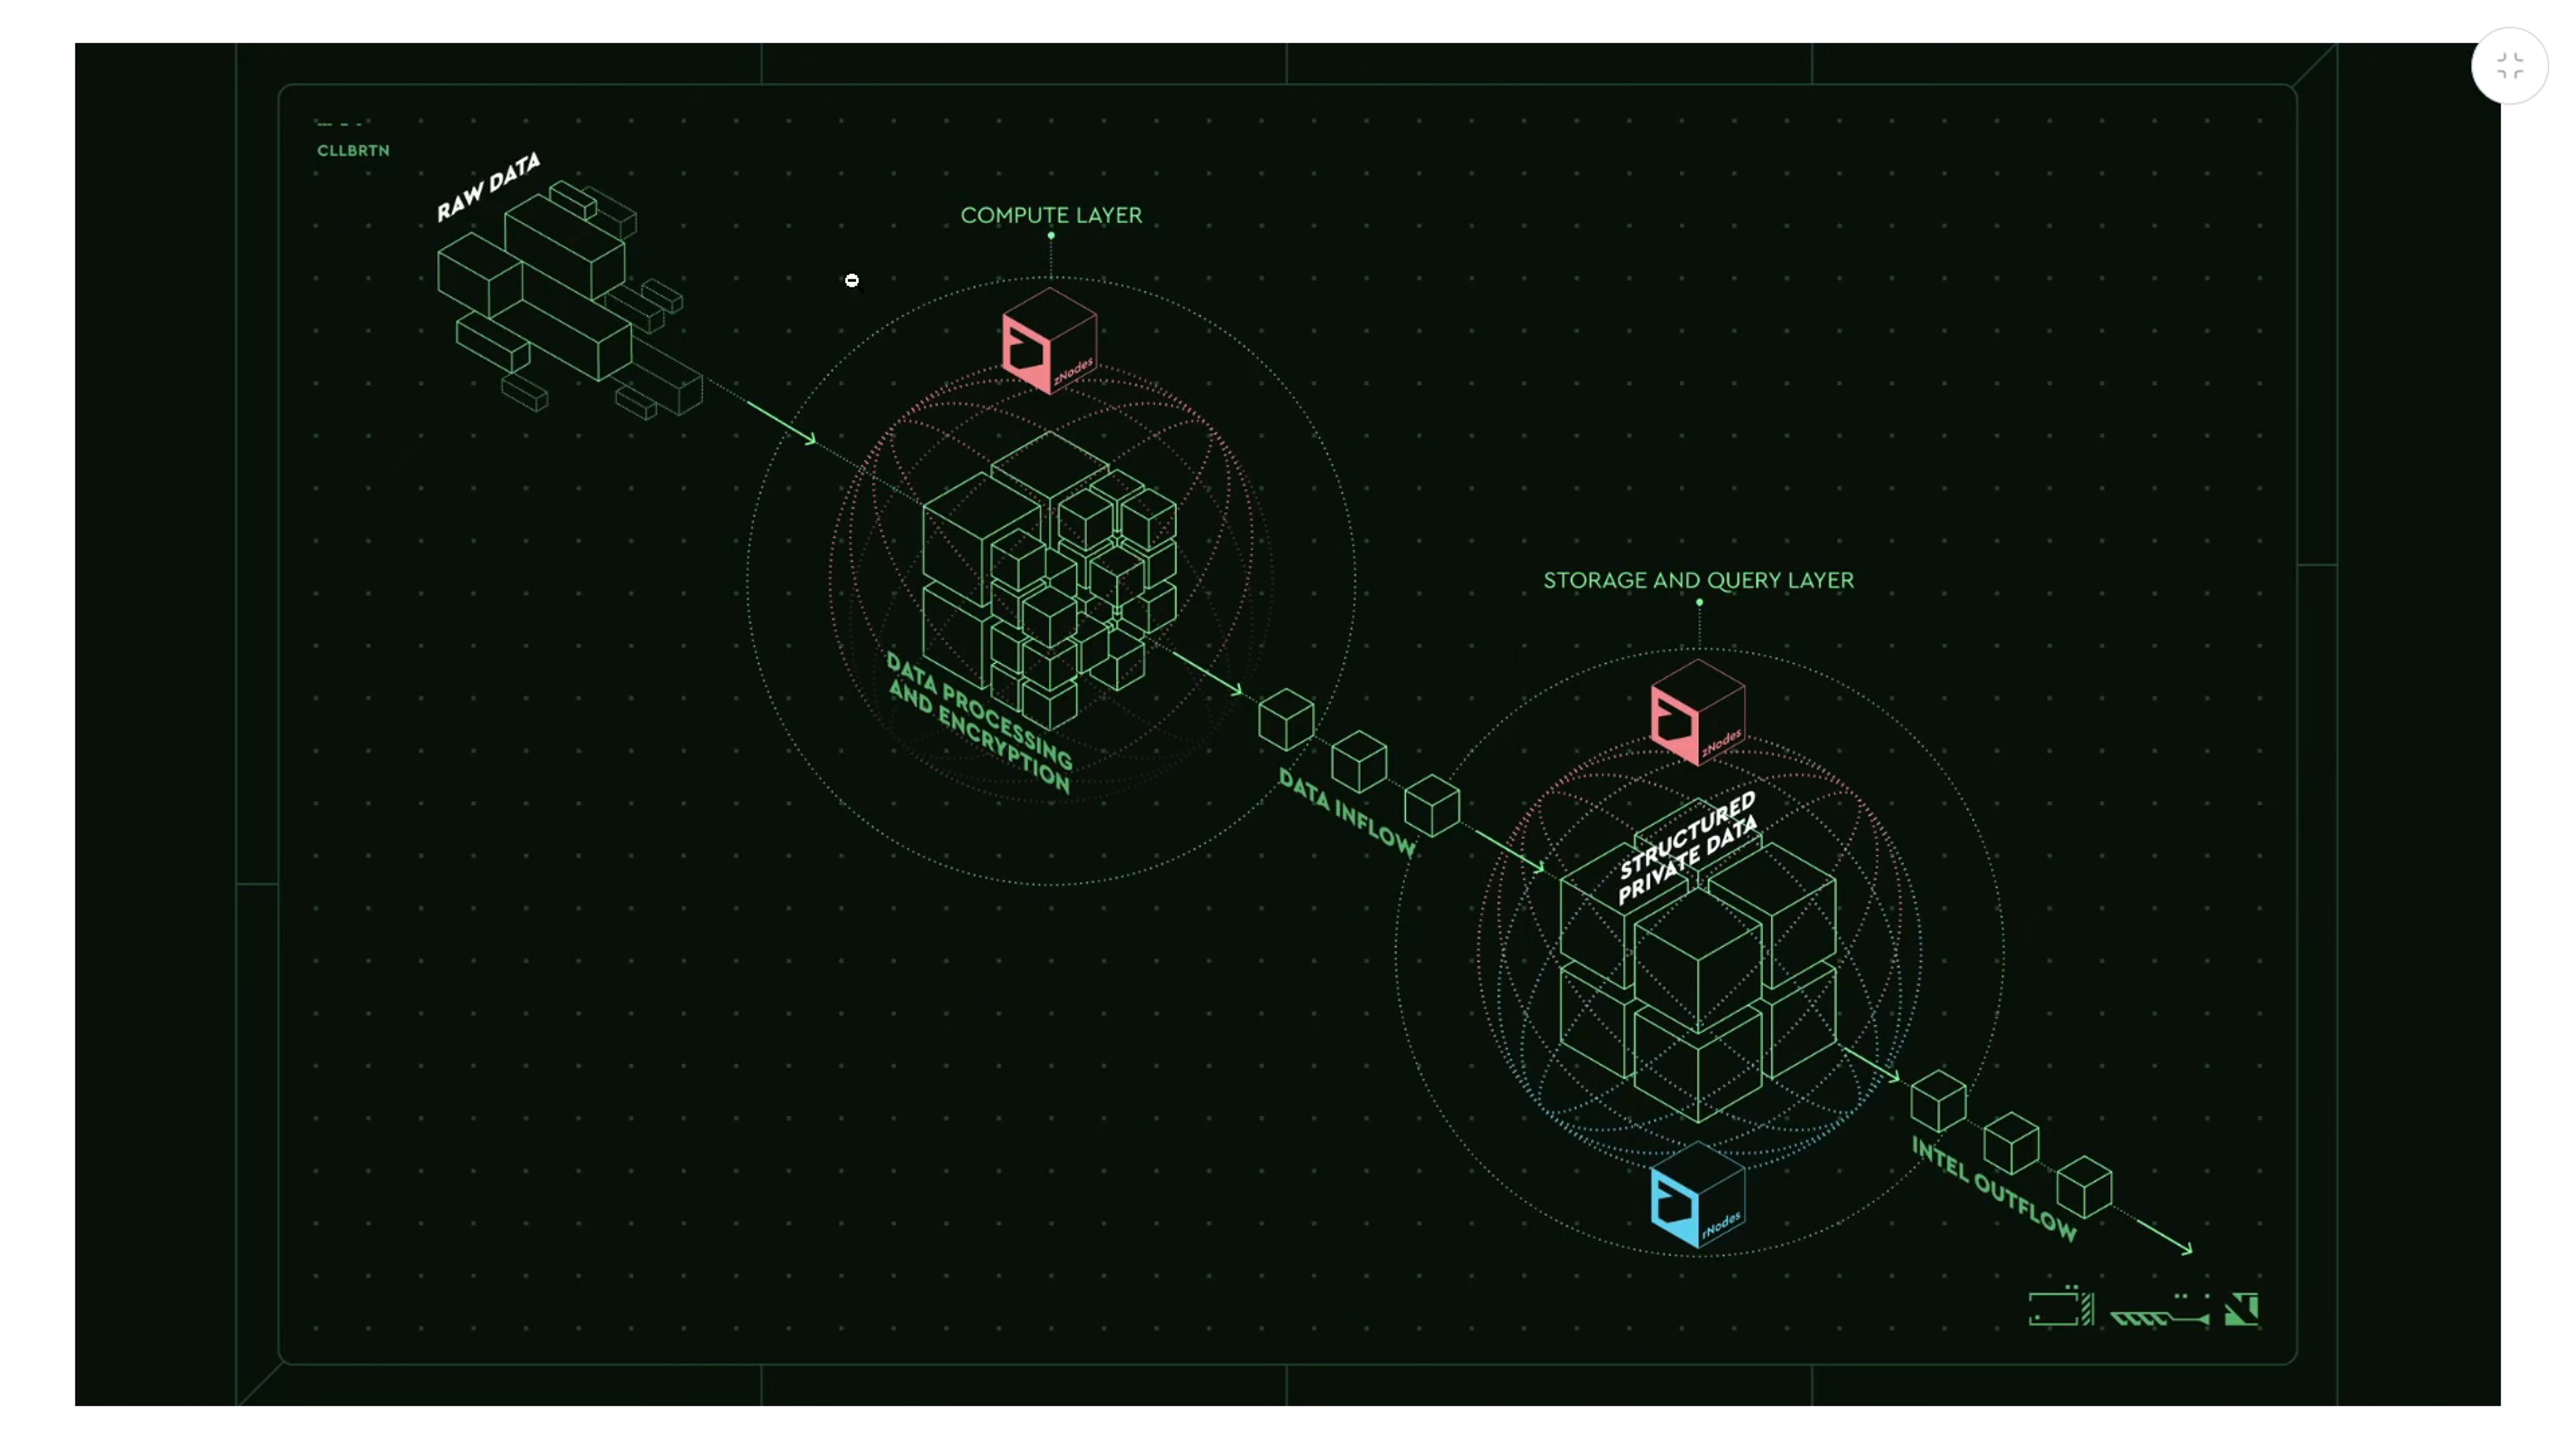 CLLBRTN
RAW DATA
COMPUTE LAYER
zNodes
DATA PROCESSING
AND ENCRYPTION
DATA INFLOW
STORAGE AND QUERY LAYER
zNodes
STRUCTURED
PRIVATE DATA
rNodes
INTEL OUTFLOW